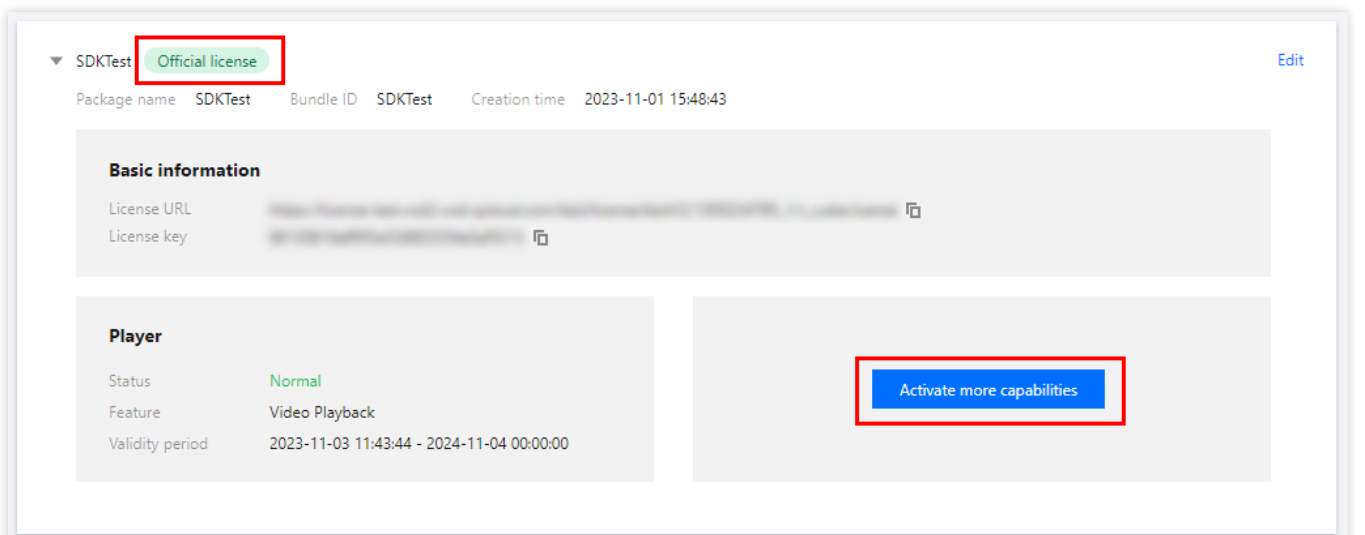 SDKTest Official license Edit
Package name SDKTest Bundle ID SDKTest Creation time 2023-11-01 15:48:43
Basic information
License URL
License key
Player
Status Normal
Feature Video Playback
Validity period 2023-11-03 11:43:44 - 2024-11-04 00:00:00
Activate more capabilities